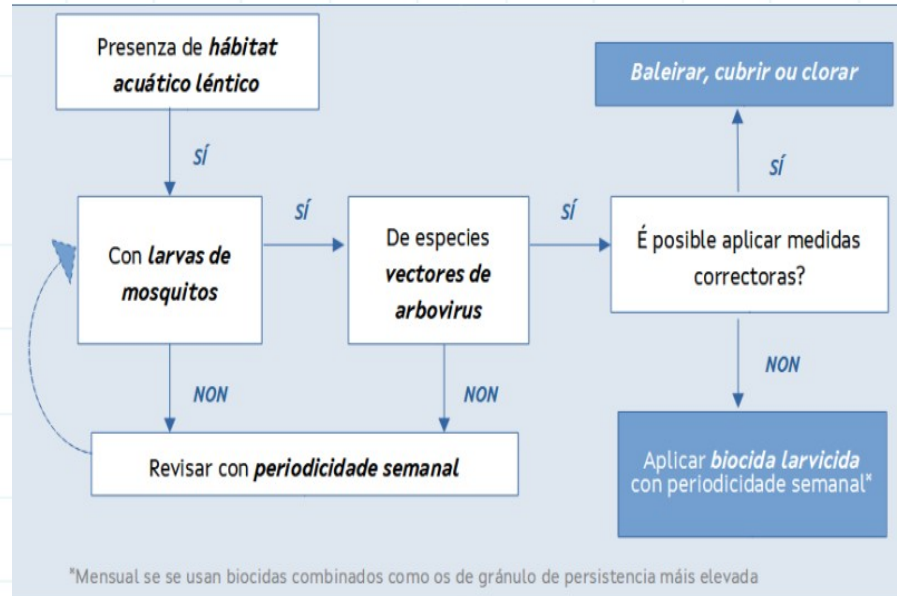 Presenza de hábitat
acuático léntico
Baleirar, cubrir ou clorar
SÍ
SÍ
SÍ
SÍ
Con larvas de
mosquitos
De especies
vectores de
arbovirus
É posible aplicar medidas
correctoras?
NON
NON
NON
Revisar con periodicidade semanal
Aplicar biocida larvicida
con periodicidade semanal*
*Mensual se se usan biocidas combinados como os de gránulo de persistencia máis elevada